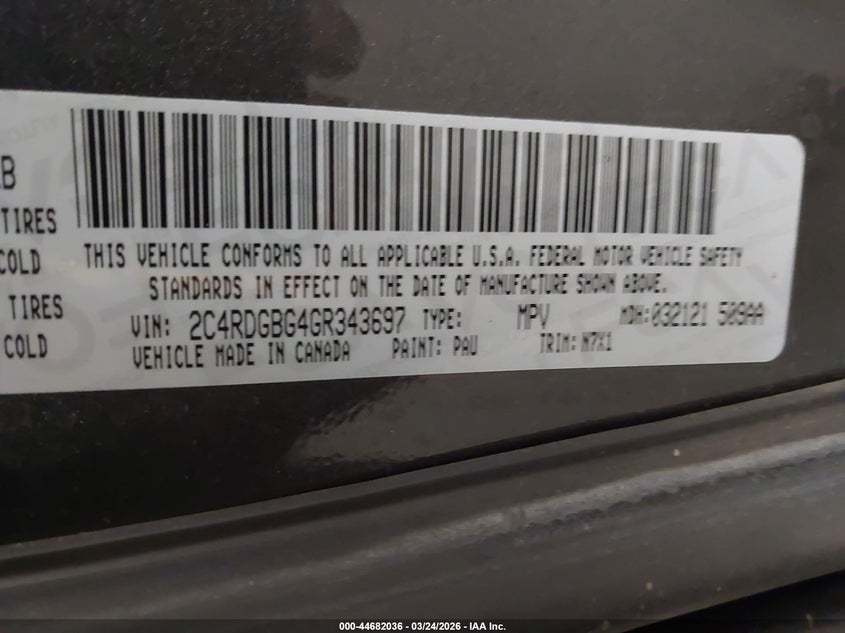 B
TIRES
COLD
TIRES
COLD
THIS VEHICLE CONFORMS TO ALL APPLICABLE U.S.A. FEDERAL MOTOR VEHICLE SAFETY
STANDARDS IN EFFECT ON THE DATE OF MANUFACTURE SHOWN ABOVE.
VIN: 2C4RDGBG4GR343697 TYPE: MPV MDH: 032121 509AA
VEHICLE MADE IN CANADA PAINT: PAU TRIM: N7X1
000-44682036 - 03/24/2026 - IAA Inc.